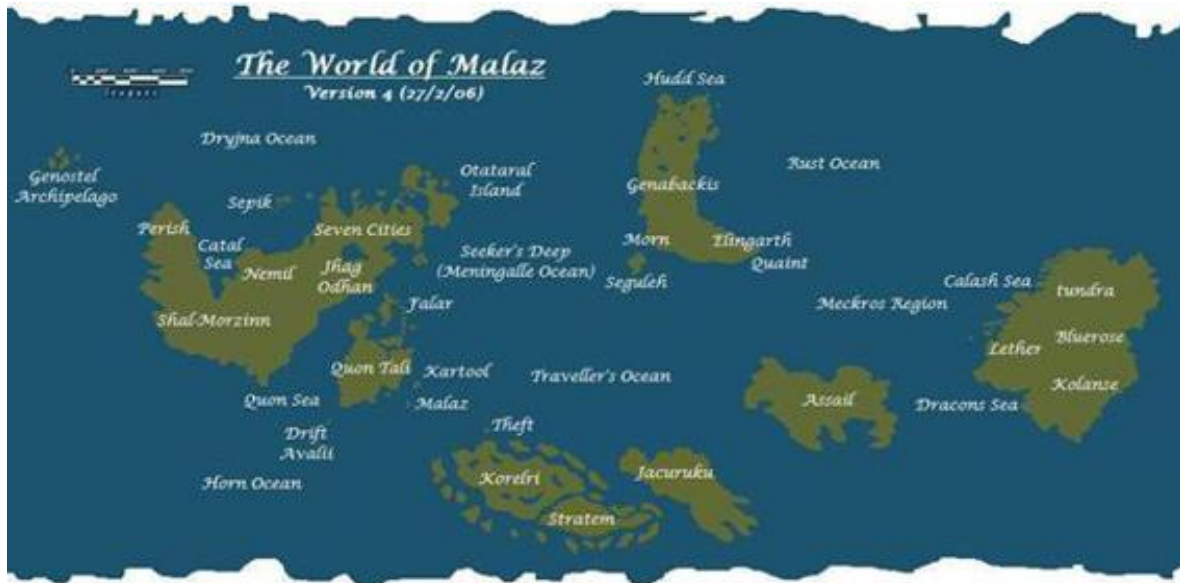 The World of Malaz
Version 4 (27/2/06)
Hudd Sea
Dryjna Ocean
Genostel
Archipelago
Otataral
Island
Rust Ocean
Genabackis
Sepik
Perish
Seven Cities
Catal
Sea
Nemil
Jhag
Odhan
Seeker's Deep
(Meningalle Ocean)
Morn
Elingarth
Quaint
Seguleh
Calash Sea
tundra
Falar
Meckros Region
Shal-Morzinn
Lether
Bluerose
Quon Tali
Kartool
Traveller's Ocean
Kolanse
Quon Sea
Malaz
Assail
Dracons Sea
Drift
Avalii
Theft
Horn Ocean
Korelri
Jacuruku
Stratem